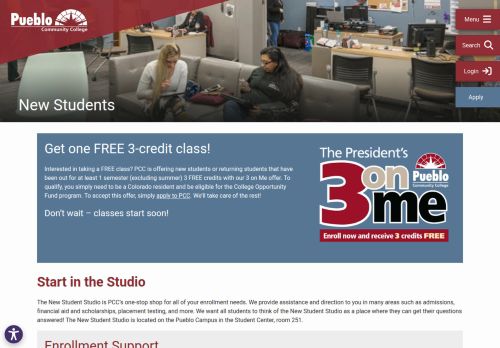 Pueblo
Community College
Menu
Search
Login
Apply
New Students
Get one FREE 3-credit class!
Interested in taking a FREE class? PCC is offering new students or returning students that have
been out for at least 1 semester (excluding summer) 3 FREE credits with our 3 on Me offer. To
qualify, you simply need to be a Colorado resident and be eligible for the College Opportunity
Fund program. To accept this offer, simply apply to PCC. We'll take care of the rest!
Don't wait – classes start soon!
The President's
3 on me
Pueblo
Community College
Enroll now and receive 3 credits FREE
Start in the Studio
The New Student Studio is PCC's one-stop shop for all of your enrollment needs. We provide assistance and direction to you in many areas such as admissions,
financial aid and scholarships, placement testing, and more. We want all students to think of the New Student Studio as a place where they can get their questions
answered! The New Student Studio is located on the Pueblo Campus in the Student Center, room 251.
Enrollment Support